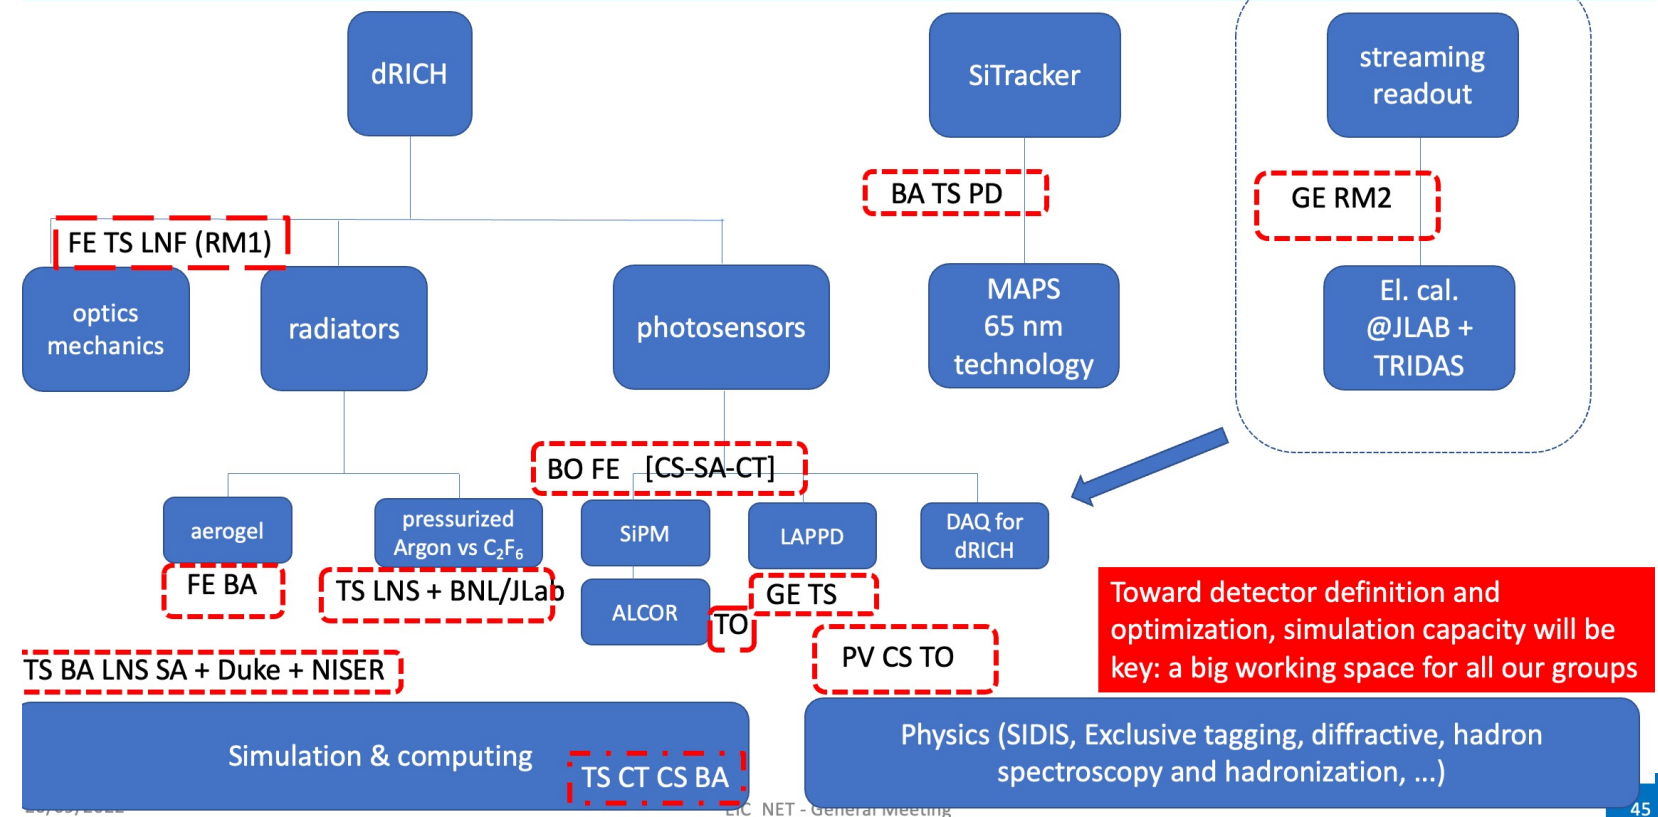 dRICH
SiTracker
streaming
readout
BA TS PD
GE RM2
FE TS LNF (RM1)
optics
mechanics
radiators
photosensors
MAPS
65 nm
technology
El. cal.
@JLAB +
TRIDAS
BO FE [CS-SA-CT]
aerogel
pressurized
Argon vs C₂F₆
SiPM
LAPPD
DAQ for
dRICH
FE BA
TS LNS + BNL/JLab
ALCOR
TO
GE TS
PV CS TO
Toward detector definition and
optimization, simulation capacity will be
key: a big working space for all our groups
TS BA LNS SA + Duke + NISER
Simulation & computing
TS CT CS BA
Physics (SIDIS, Exclusive tagging, diffractive, hadron
spectroscopy and hadronization, ...)
EIC_NET - General Meeting
45